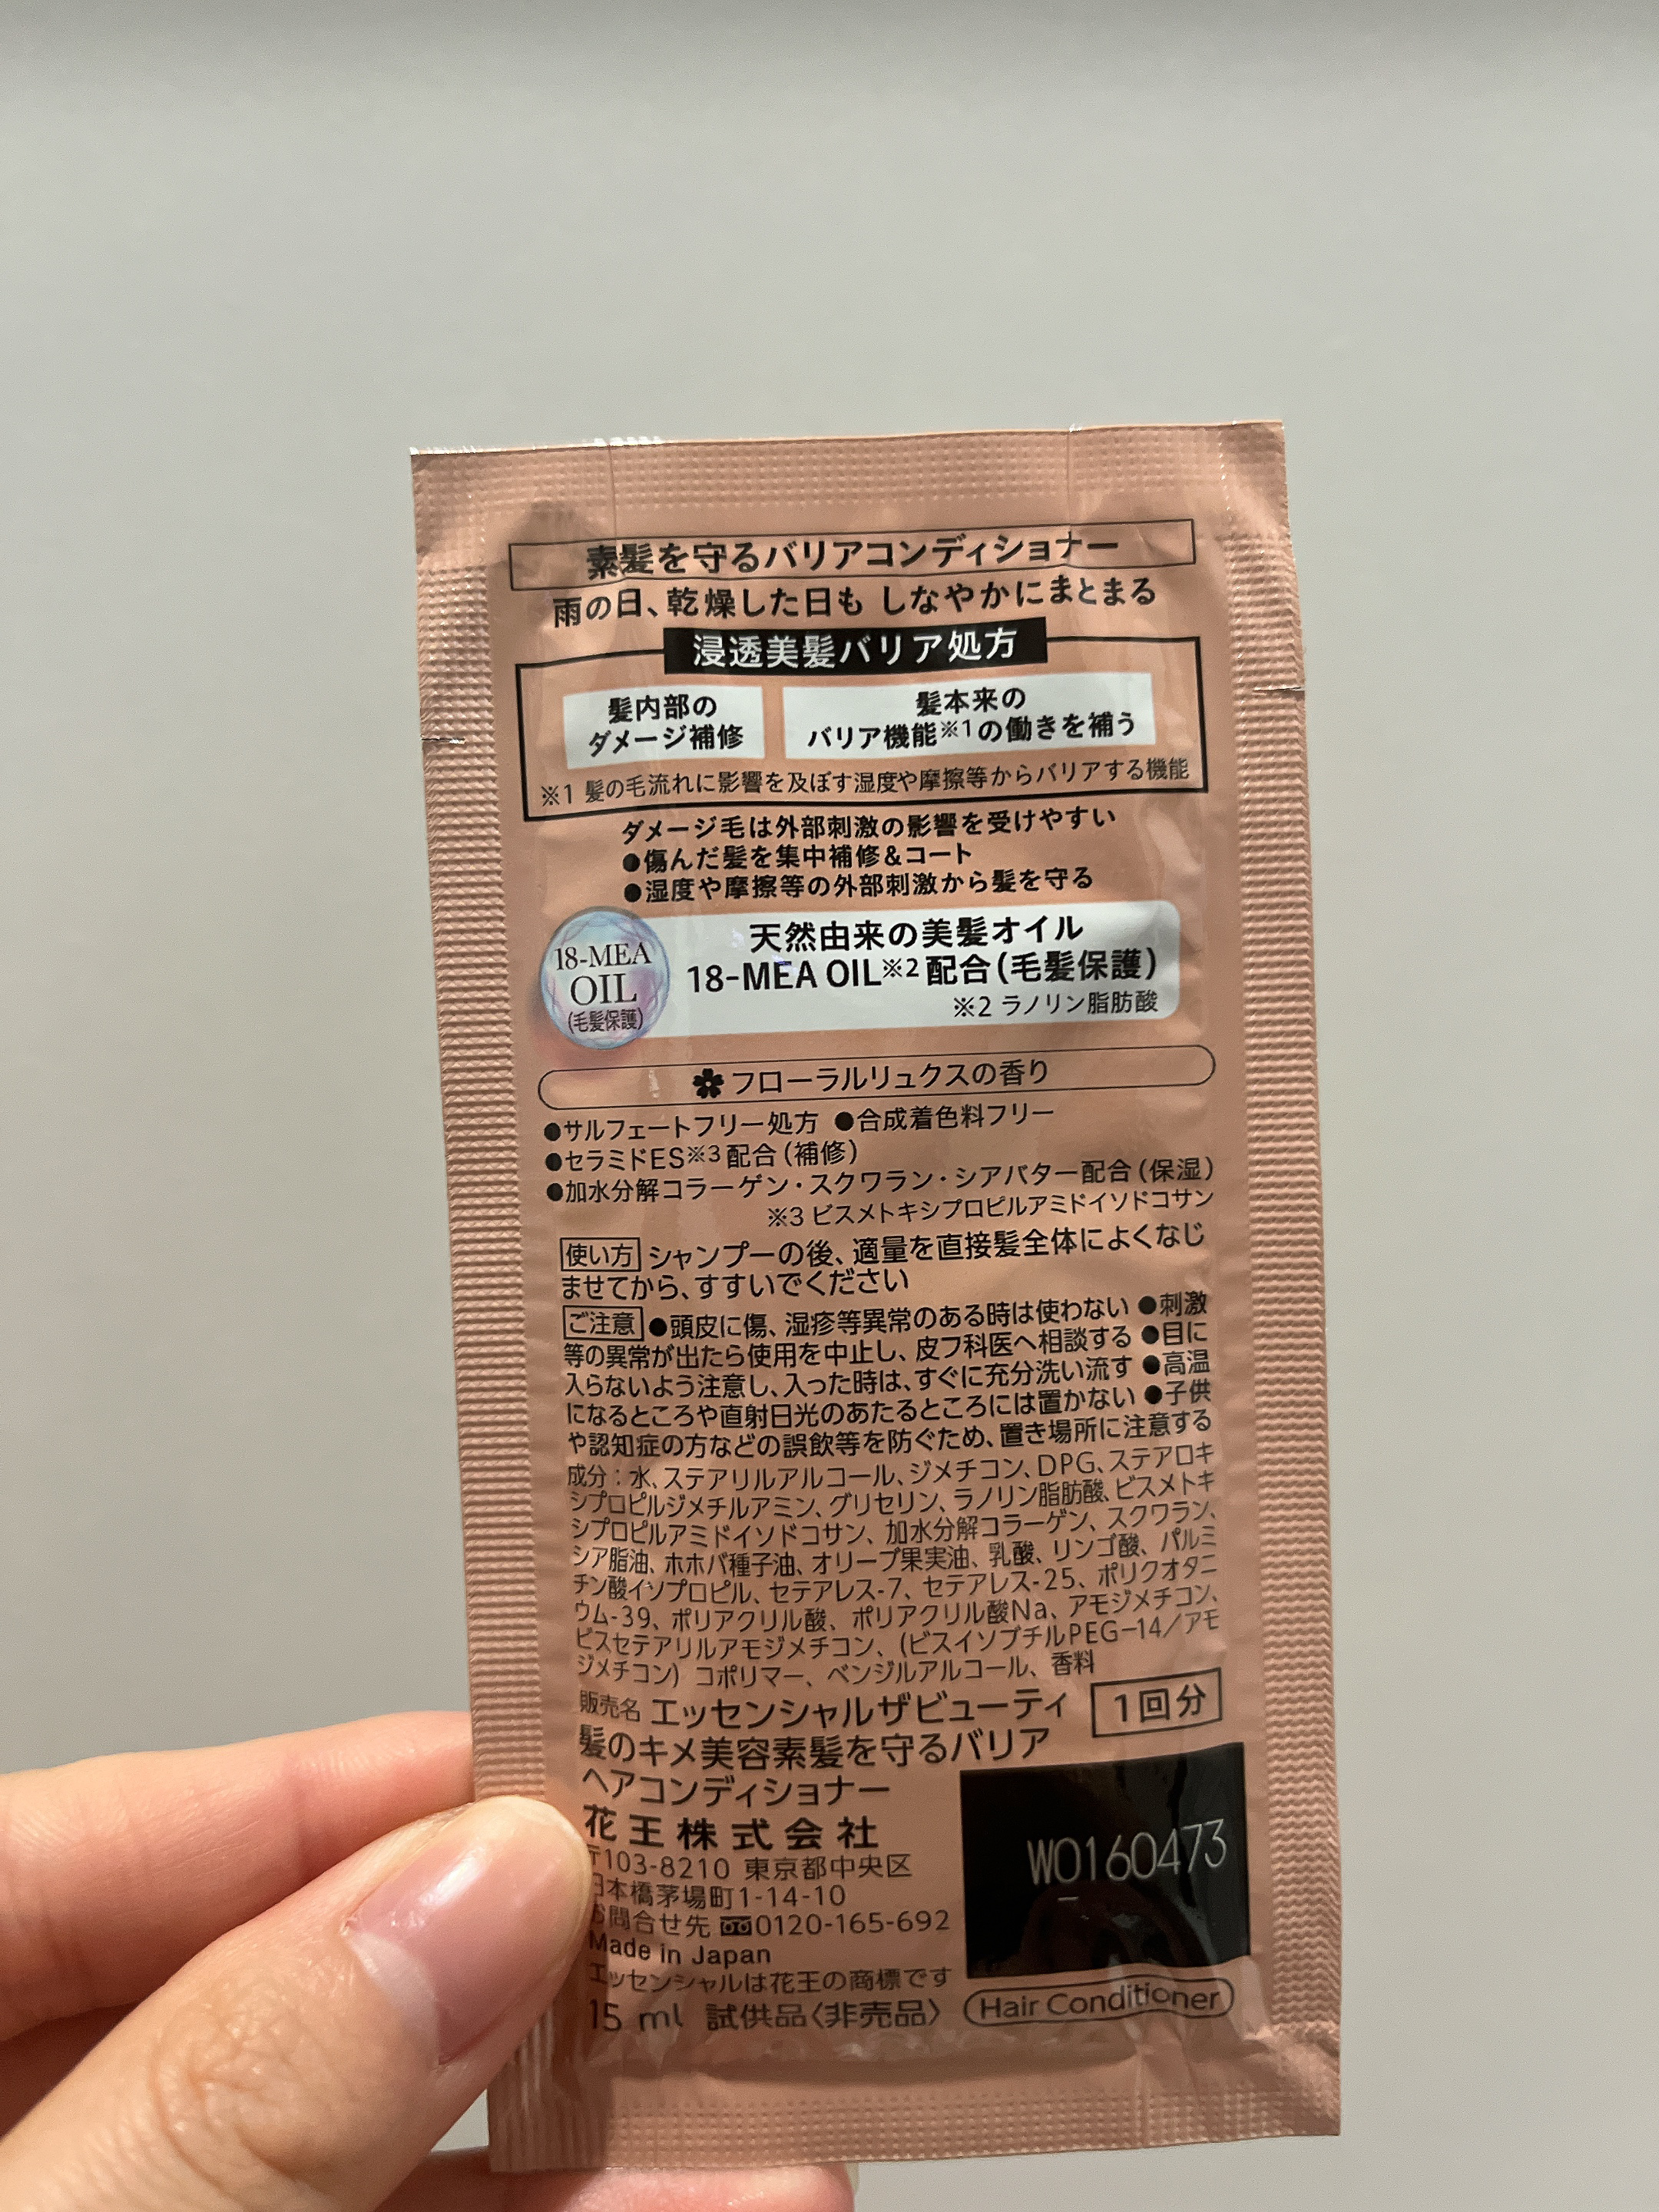 素髪を守るバリアコンディショナー
雨の日、乾燥した日も しなやかにまとまる
浸透美髪バリア処方
髪内部の
ダメージ補修
髪本来の
バリア機能※1の働きを補う
※1 髪の毛流れに影響を及ぼす湿度や摩擦等からバリアする機能
ダメージ毛は外部刺激の影響を受けやすい
●傷んだ髪を集中補修&コート
●湿度や摩擦等の外部刺激から髪を守る
18-MEA
OIL
(毛髪保護)
天然由来の美髪オイル
18-MEA OIL※2配合(毛髪保護)
※2 ラノリン脂肪酸
フローラルリュクスの香り
●サルフェートフリー処方 ●合成着色料フリー
●セラミドES※3配合(補修)
●加水分解コラーゲン・スクワラン・シアバター配合(保湿)
※3 ビスメトキシプロピルアミドイソドコサン
使い方 シャンプーの後、適量を直接髪全体によくなじ
ませてから、すすいでください
ご注意 ●頭皮に傷、湿疹等異常のある時は使わない ●刺激
等の異常が出たら使用を中止し、皮フ科医へ相談する ●目に
入らないよう注意し、入った時は、すぐに充分洗い流す ●高温
になるところや直射日光のあたるところには置かない ●子供
や認知症の方などの誤飲等を防ぐため、置き場所に注意する
成分:水、ステアリルアルコール、ジメチコン、DPG、ステアロキ
シプロピルジメチルアミン、グリセリン、ラノリン脂肪酸、ビスメトキ
シプロピルアミドイソドコサン、加水分解コラーゲン、スクワラン、
シア脂油、ホホバ種子油、オリーブ果実油、乳酸、リンゴ酸、パルミ
チン酸イソプロピル、セテアレス-7、セテアレス-25、ポリクオタニ
ウム-39、ポリアクリル酸、ポリアクリル酸Na、アモジメチコン、
ビスセテアリルアモジメチコン、(ビスイソブチルPEG-14/アモ
ジメチコン)コポリマー、ベンジルアルコール、香料
販売名 エッセンシャルザビューティ
髪のキメ美容素髪を守るバリア
ヘアコンディショナー
1回分
花王株式会社
〒103-8210 東京都中央区
日本橋茅場町1-14-10
お問合せ先 0120-165-692
Made in Japan
エッセンシャルは花王の商標です
15 ml 試供品〈非売品〉
W0160473
Hair Conditioner